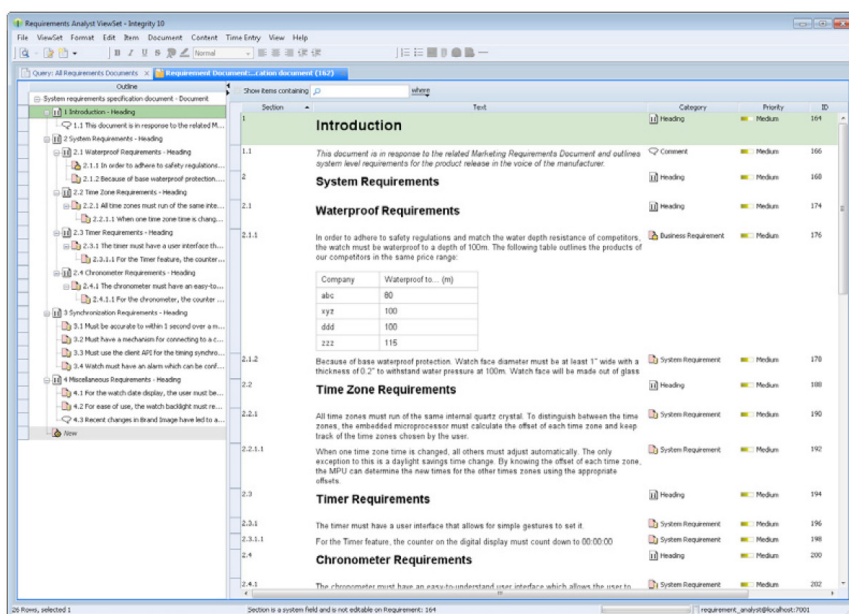 Requirements Analyst ViewSet - Integrity 10
File ViewSet Format Edit Item Document Content Time Entry View Help
B I U S Normal
Query: All Requirements Documents
Requirement Document:...cation document (162)
Outline
System requirements specification document - Document
1 Introduction - Heading
1.1 This document is in response to the related M...
2 System Requirements - Heading
2.1 Waterproof Requirements - Heading
2.1.1 In order to adhere to safety regulations...
2.1.2 Because of base waterproof protection...
2.2 Time Zone Requirements - Heading
2.2.1 All time zones must run of the same inte...
2.2.1.1 When one time zone time is chang...
2.3 Timer Requirements - Heading
2.3.1 The timer must have a user interface th...
2.3.1.1 For the Timer feature, the counter...
2.4 Chronometer Requirements - Heading
2.4.1 The chronometer must have an easy-to...
2.4.1.1 For the chronometer, the counter ...
3 Synchronization Requirements - Heading
3.1 Must be accurate to within 1 second over a m...
3.2 Must have a mechanism for connecting to a c...
3.3 Must use the client API for the timing synchro...
3.4 Watch must have an alarm which can be conf...
4 Miscellaneous Requirements - Heading
4.1 For the watch date display, the user must be...
4.2 For ease of use, the watch backlight must re...
4.3 Recent changes in Brand Image have led to a...
New
Show items containing where
Section Text Category Priority ID
1 Introduction Heading Medium 164
1.1 This document is in response to the related Marketing Requirements Document and outlines Comment Medium 166
system level requirements for the product release in the voice of the manufacturer.
2 System Requirements Heading Medium 168
2.1 Waterproof Requirements Heading Medium 174
2.1.1 In order to adhere to safety regulations and match the water depth resistance of competitors, Business Requirement Medium 176
the watch must be waterproof to a depth of 100m. The following table outlines the products of
our competitors in the same price range:
Company Waterproof to... (m)
abc 80
xyz 100
ddd 100
zzz 115
2.1.2 Because of base waterproof protection. Watch face diameter must be at least 1" wide with a System Requirement Medium 178
thickness of 0.2" to withstand water pressure at 100m. Watch face will be made out of glass
2.2 Time Zone Requirements Heading Medium 188
2.2.1 All time zones must run of the same internal quartz crystal. To distinguish between the time System Requirement Medium 190
zones, the embedded microprocessor must calculate the offset of each time zone and keep
track of the time zones chosen by the user.
2.2.1.1 When one time zone time is changed, all others must adjust automatically. The only System Requirement Medium 192
exception to this is a daylight savings time change. By knowing the offset of each time zone,
the MPU can determine the new times for the other times zones using the appropriate
offsets.
2.3 Timer Requirements Heading Medium 194
2.3.1 The timer must have a user interface that allows for simple gestures to set it. System Requirement Medium 196
2.3.1.1 For the Timer feature, the counter on the digital display must count down to 00:00:00 System Requirement Medium 198
2.4 Chronometer Requirements Heading Medium 200
2.4.1 The chronometer must have an easy-to-understand user interface which allows the user to System Requirement Medium 202
26 Rows, selected 1 Section is a system field and is not editable on Requirement: 164 requirement_analyst@localhost:7001